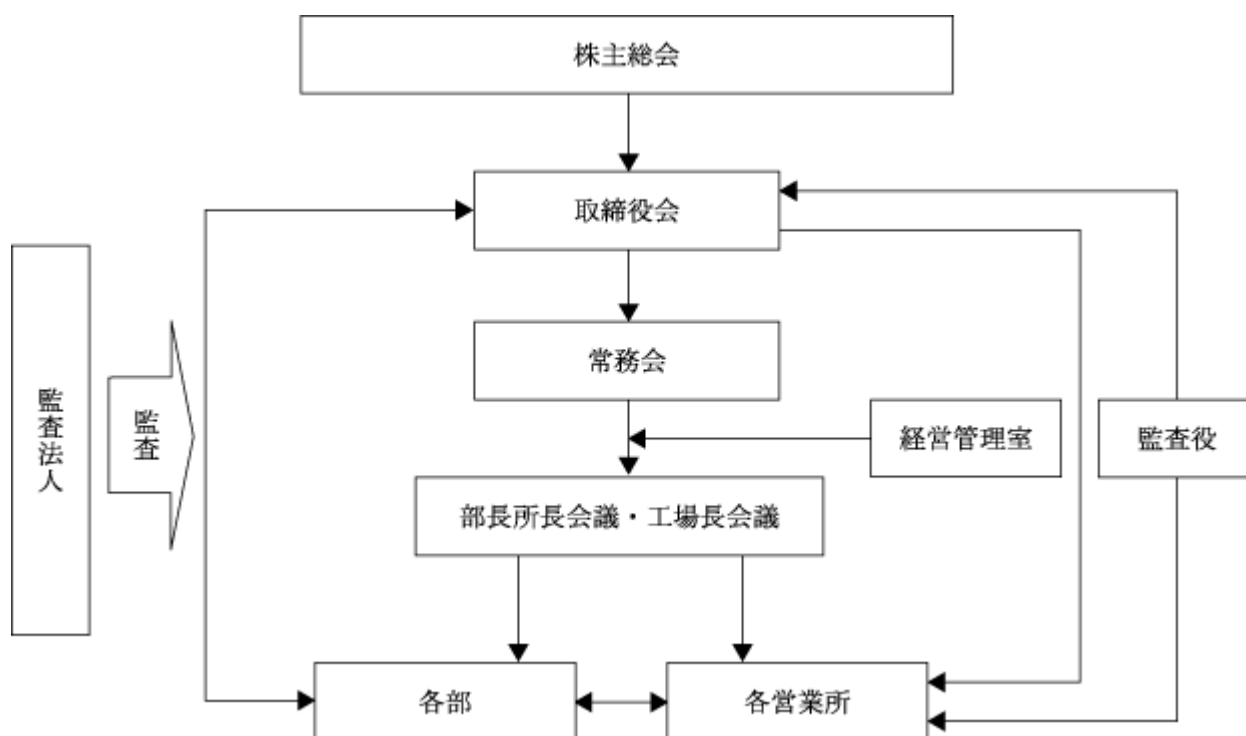 株主総会
取締役会
常務会
監査法人
監査
経営管理室
監査役
部長所長会議・工場長会議
各部
各営業所